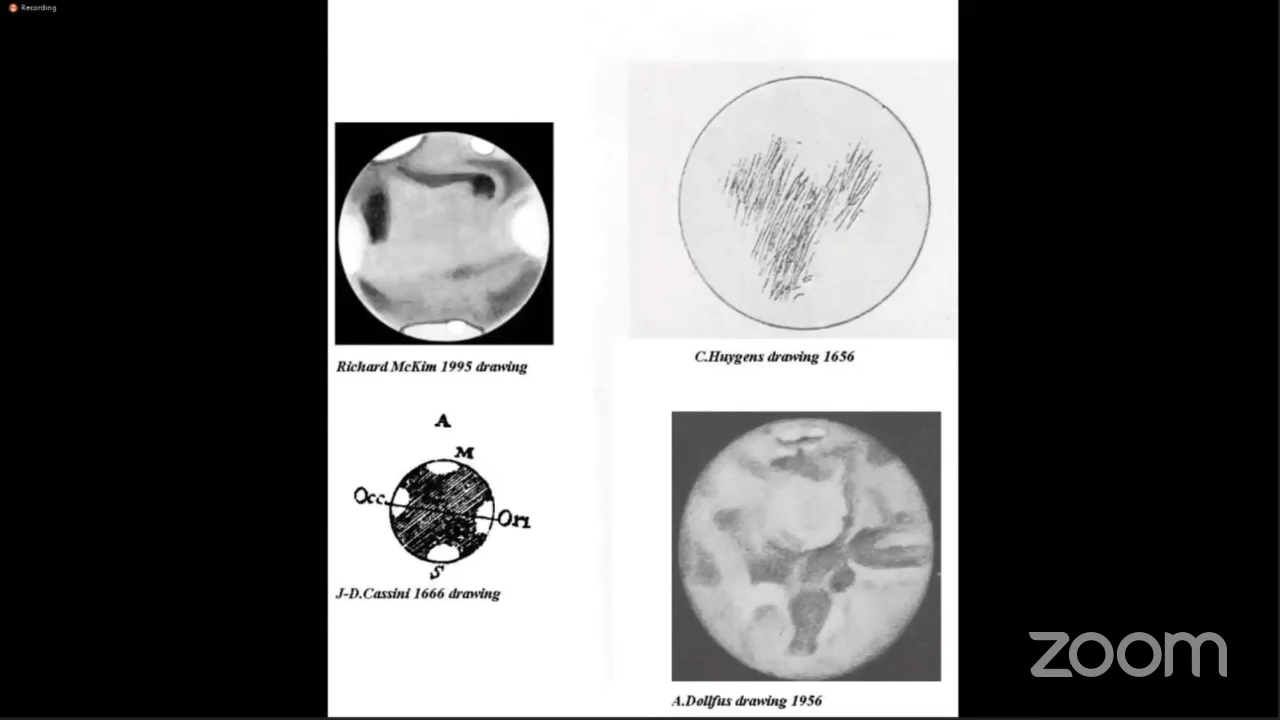 Recording
C.Huygens drawing 1656
Richard McKim 1995 drawing
A
M
Occ.
Ori
S
J-D.Cassini 1666 drawing
A.Dollfus drawing 1956
zoom